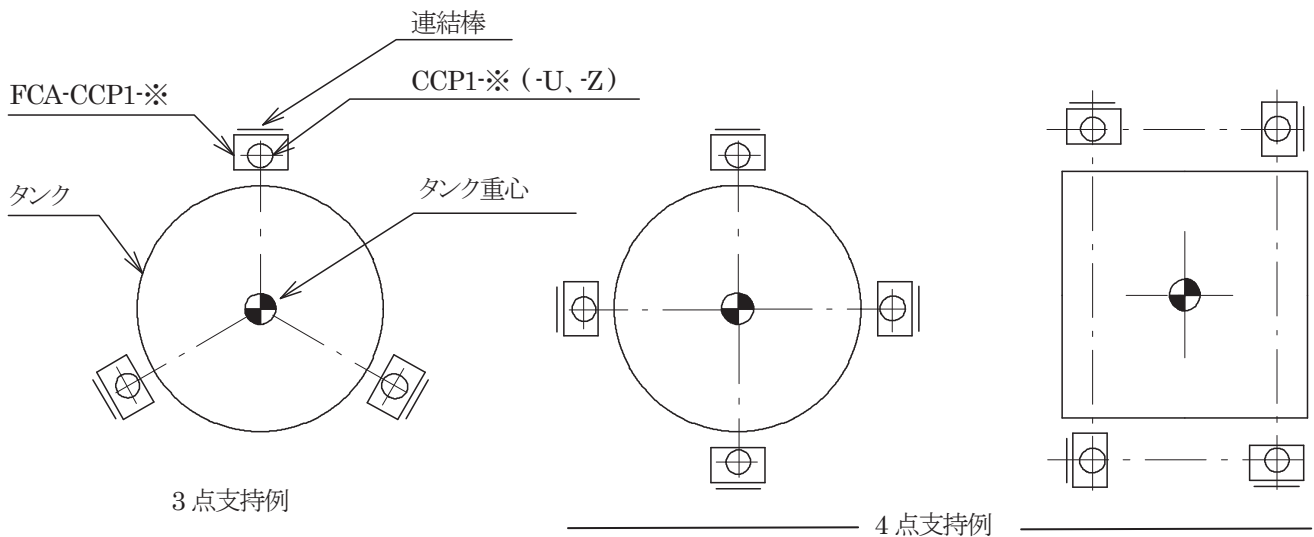 連結棒
FCA-CCP1-※
CCP1-※ (-U、-Z)
タンク
タンク重心
3 点支持例
4 点支持例